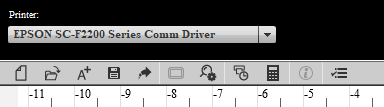 Printer:
EPSON SC-F2200 Series Comm Driver
-11 -10 -9 -8 -7 -6 -5 -4